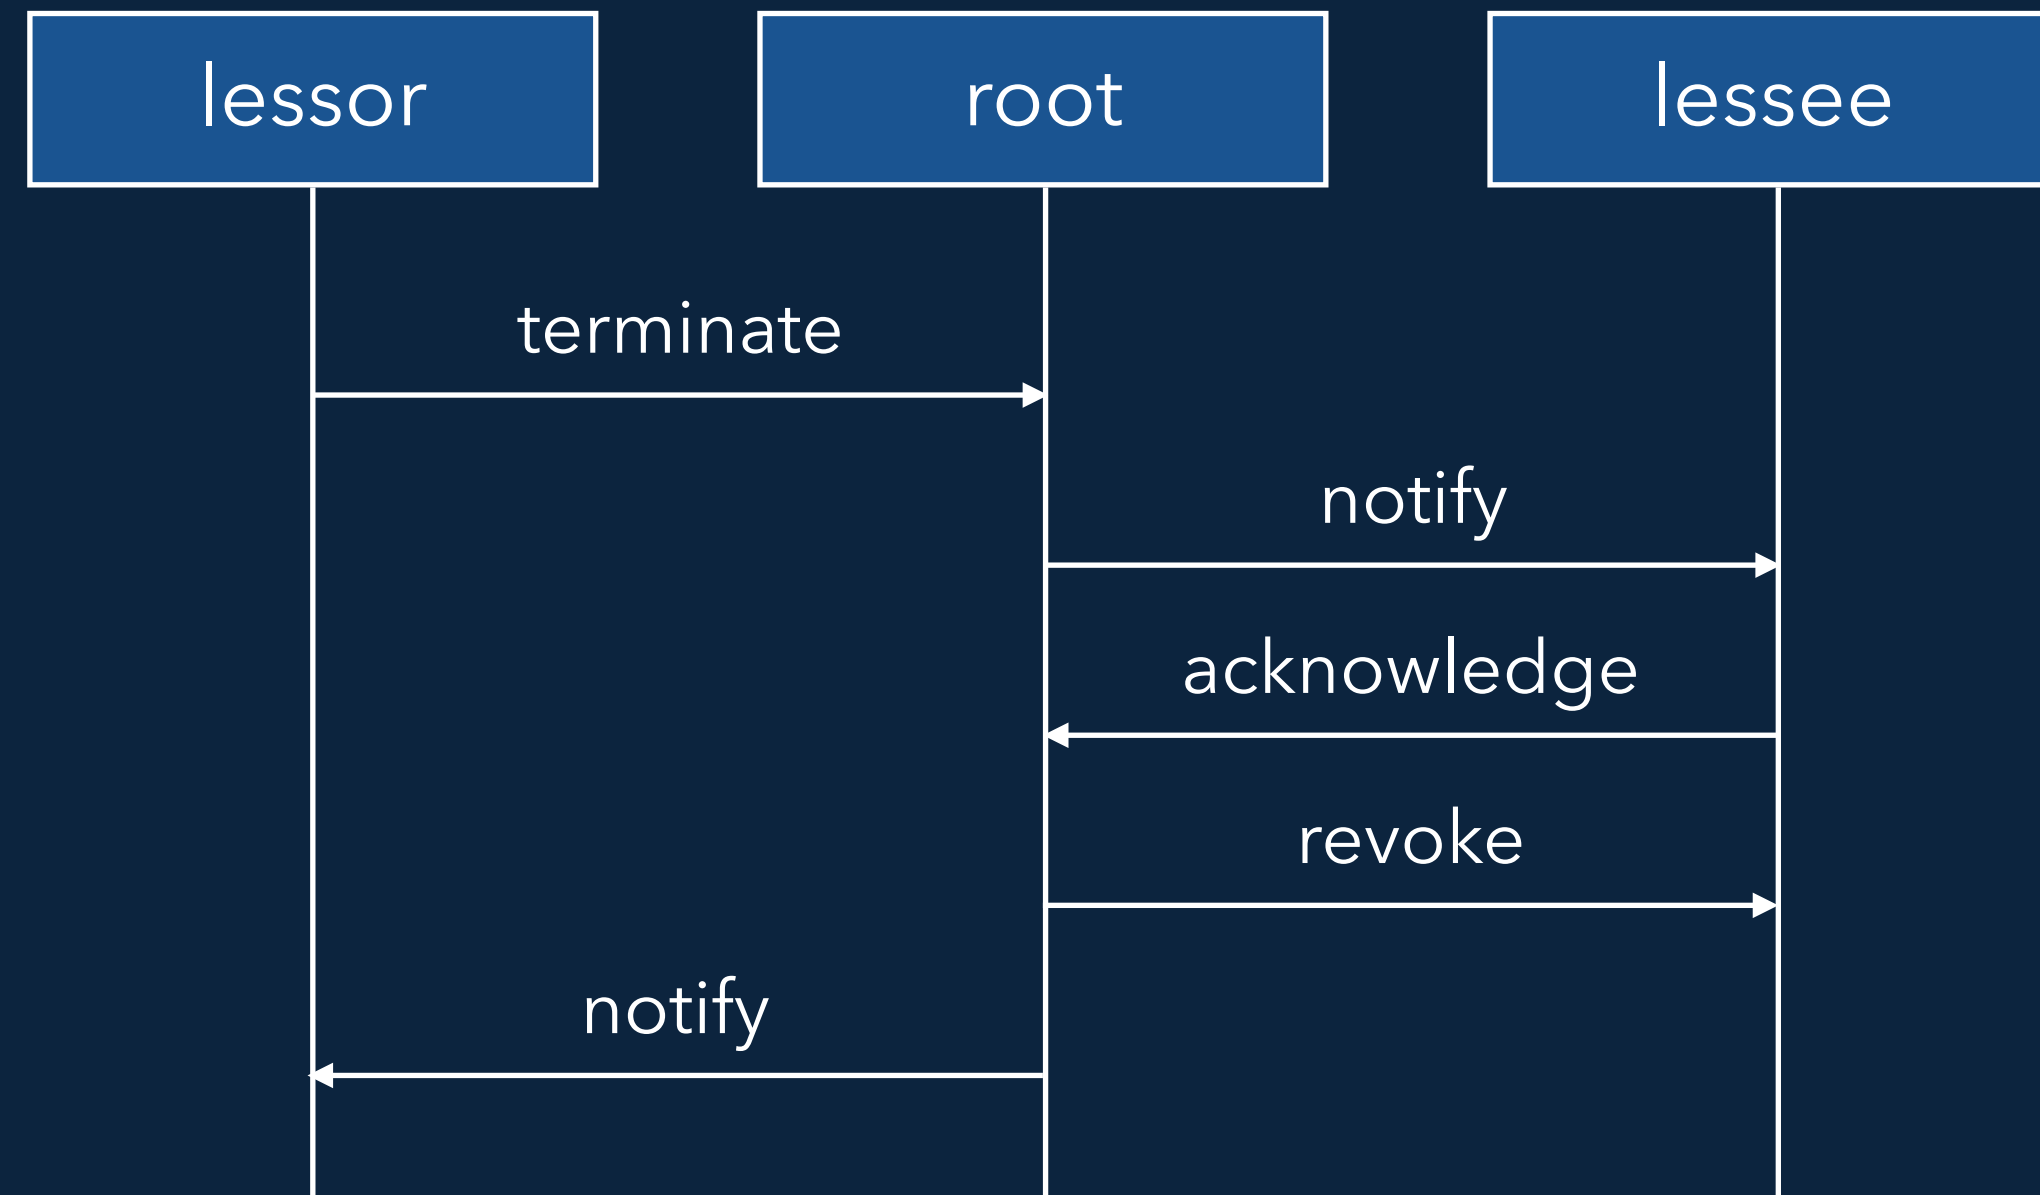 lessor
root
lessee
terminate
notify
acknowledge
revoke
notify